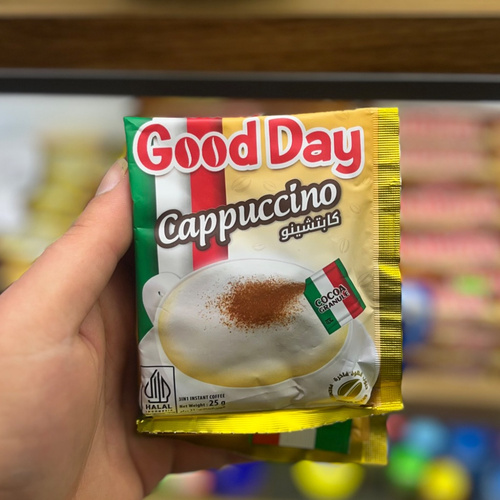 Good Day
Cappuccino
كابتشينو
COCOA
GRANULE
HALAL
3IN1 INSTANT COFFEE
Net Weight : 25 g